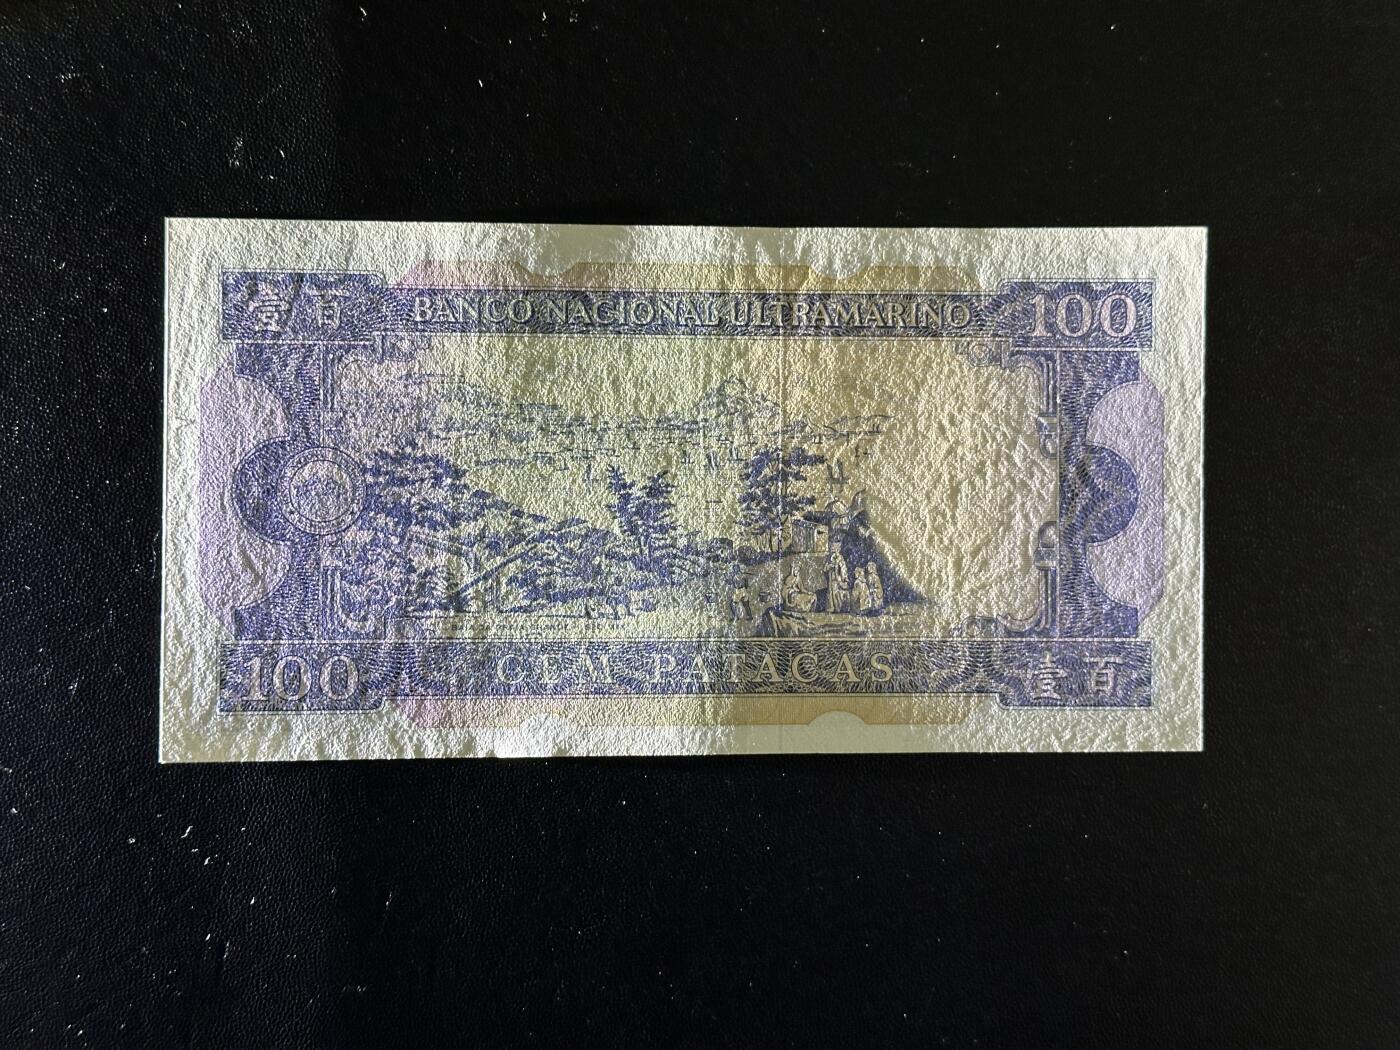 壹百
BANCO NACIONAL ULTRAMARINO
100
100
CEM PATACAS
壹百